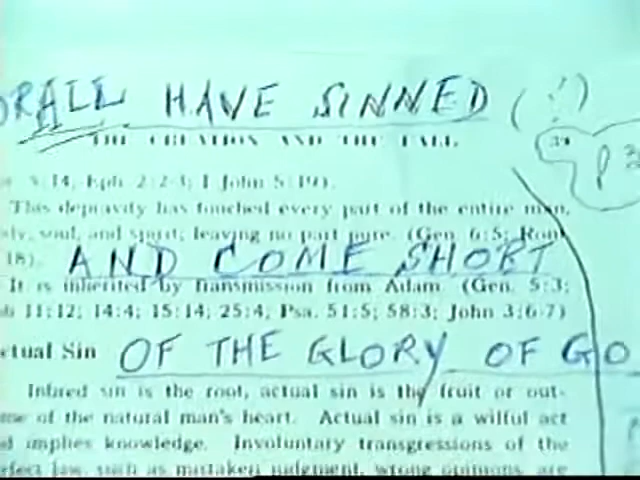 ORALL HAVE SINNED (!)
THE CREATION AND THE FALL. 39
P 3
5:14, Eph 2:2-3; I John 5:19).
This depravity has touched every part of the entire man,
soul, and spirit; leaving no part pure. (Gen. 6:5; Rom
18). AND COME SHORT
It is inherited by transmission from Adam. (Gen. 5:3;
11:12; 14:4; 15:14; 25:4; Psa. 51:5; 58:3; John 3:6-7)
ctual Sin OF THE GLORY OF GO
Inbred sin is the root, actual sin is the fruit or out-
me of the natural man's heart. Actual sin is a wilful act
d implies knowledge. Involuntary transgressions of the
rfect law, such as mistaken judgment, wrong opinions, are